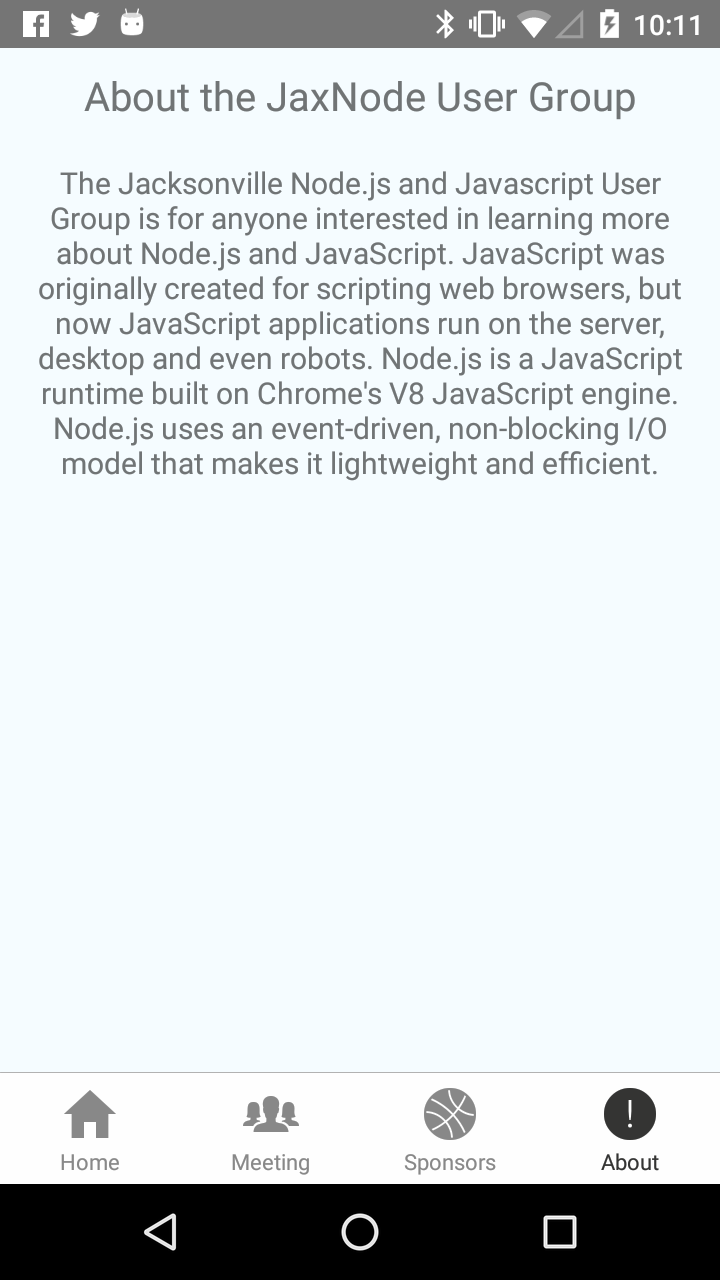 10:11
About the JaxNode User Group
The Jacksonville Node.js and Javascript User
Group is for anyone interested in learning more
about Node.js and JavaScript. JavaScript was
originally created for scripting web browsers, but
now JavaScript applications run on the server,
desktop and even robots. Node.js is a JavaScript
runtime built on Chrome's V8 JavaScript engine.
Node.js uses an event-driven, non-blocking I/O
model that makes it lightweight and efficient.
Home Meeting Sponsors About